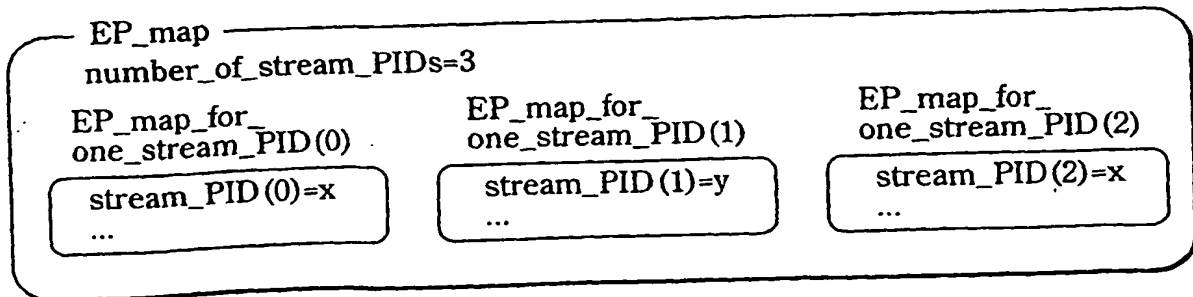 EP_map
number_of_stream_PIDs=3
EP_map_for_
one_stream_PID(0)
stream_PID(0)=x
...
EP_map_for_
one_stream_PID(1)
stream_PID(1)=y
...
EP_map_for_
one_stream_PID(2)
stream_PID(2)=x
...